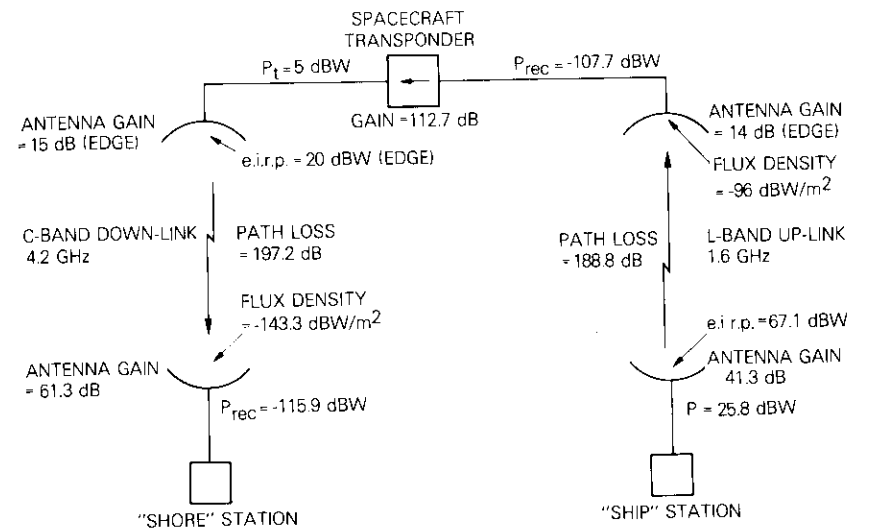 SPACECRAFT
TRANSPONDER
Pt = 5 dBW
Prec = -107.7 dBW
GAIN = 112.7 dB
ANTENNA GAIN
= 15 dB (EDGE)
e.i.r.p. = 20 dBW (EDGE)
ANTENNA GAIN
= 14 dB (EDGE)
FLUX DENSITY
= -96 dBW/m2
C-BAND DOWN-LINK
4.2 GHz
PATH LOSS
= 197.2 dB
PATH LOSS
= 188.8 dB
L-BAND UP-LINK
1.6 GHz
FLUX DENSITY
= -143.3 dBW/m2
e.i r.p. = 67.1 dBW
ANTENNA GAIN
= 61.3 dB
ANTENNA GAIN
41.3 dB
Prec = -115.9 dBW
P = 25.8 dBW
"SHORE" STATION
"SHIP" STATION